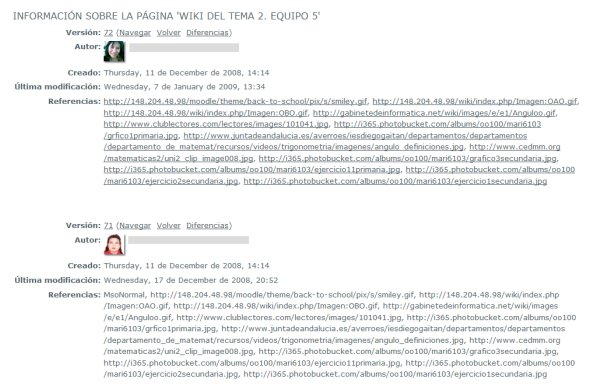 INFORMACIÓN SOBRE LA PÁGINA 'WIKI DEL TEMA 2. EQUIPO 5'
Versión: 72 (Navegar Volver Diferencias)
Autor:
Creado: Thursday, 11 de December de 2008, 14:14
Última modificación: Wednesday, 7 de January de 2009, 13:34
Referencias: http://148.204.48.98/moodle/theme/back-to-school/pix/s/smiley.gif, http://148.204.48.98/wiki/index.php/Imagen:OAO.gif,
http://148.204.48.98/wiki/index.php/Imagen:OBO.gif, http://gabinetedeinformatica.net/wiki/images/e/e1/Anguloo.gif,
http://www.clublectores.com/lectores/images/101041.jpg, http://i365.photobucket.com/albums/oo100/mari6103
/grfico1primaria.jpg, http://www.juntadeandalucia.es/averroes/iesdiegogaitan/departamentos/departamentos
/departamento_de_matemat/recursos/videos/trigonometria/imagenes/angulo_definiciones.jpg, http://www.cedmm.org
/matematicas2/uni2_clip_image008.jpg, http://i365.photobucket.com/albums/oo100/mari6103/grafico3secundaria.jpg,
http://i365.photobucket.com/albums/oo100/mari6103/ejercicio11primaria.jpg, http://i365.photobucket.com/albums/oo100
/mari6103/ejercicio2secundaria.jpg, http://i365.photobucket.com/albums/oo100/mari6103/ejercicio1secundaria.jpg
Versión: 71 (Navegar Volver Diferencias)
Autor:
Creado: Thursday, 11 de December de 2008, 14:14
Última modificación: Wednesday, 17 de December de 2008, 20:52
Referencias: MsoNormal, http://148.204.48.98/moodle/theme/back-to-school/pix/s/smiley.gif, http://148.204.48.98/wiki/index.php
/Imagen:OAO.gif, http://148.204.48.98/wiki/index.php/Imagen:OBO.gif, http://gabinetedeinformatica.net/wiki/images
/e/e1/Anguloo.gif, http://www.clublectores.com/lectores/images/101041.jpg, http://i365.photobucket.com/albums/oo100
/mari6103/grfico1primaria.jpg, http://www.juntadeandalucia.es/averroes/iesdiegogaitan/departamentos/departamentos
/departamento_de_matemat/recursos/videos/trigonometria/imagenes/angulo_definiciones.jpg, http://www.cedmm.org
/matematicas2/uni2_clip_image008.jpg, http://i365.photobucket.com/albums/oo100/mari6103/grafico3secundaria.jpg,
http://i365.photobucket.com/albums/oo100/mari6103/ejercicio11primaria.jpg, http://i365.photobucket.com/albums/oo100
/mari6103/ejercicio2secundaria.jpg, http://i365.photobucket.com/albums/oo100/mari6103/ejercicio1secundaria.jpg